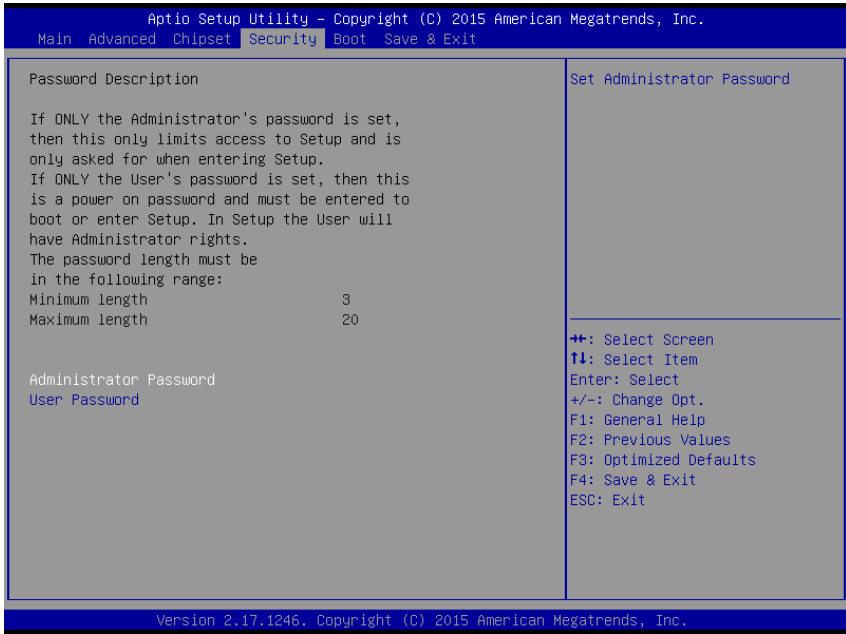 Aptio Setup Utility – Copyright (C) 2015 American Megatrends, Inc.
Main Advanced Chipset Security Boot Save & Exit
Password Description
If ONLY the Administrator's password is set,
then this only limits access to Setup and is
only asked for when entering Setup.
If ONLY the User's password is set, then this
is a power on password and must be entered to
boot or enter Setup. In Setup the User will
have Administrator rights.
The password length must be
in the following range:
Minimum length 3
Maximum length 20
Administrator Password
User Password
Set Administrator Password
→←: Select Screen
↑↓: Select Item
Enter: Select
+/-: Change Opt.
F1: General Help
F2: Previous Values
F3: Optimized Defaults
F4: Save & Exit
ESC: Exit
Version 2.17.1246. Copyright (C) 2015 American Megatrends, Inc.